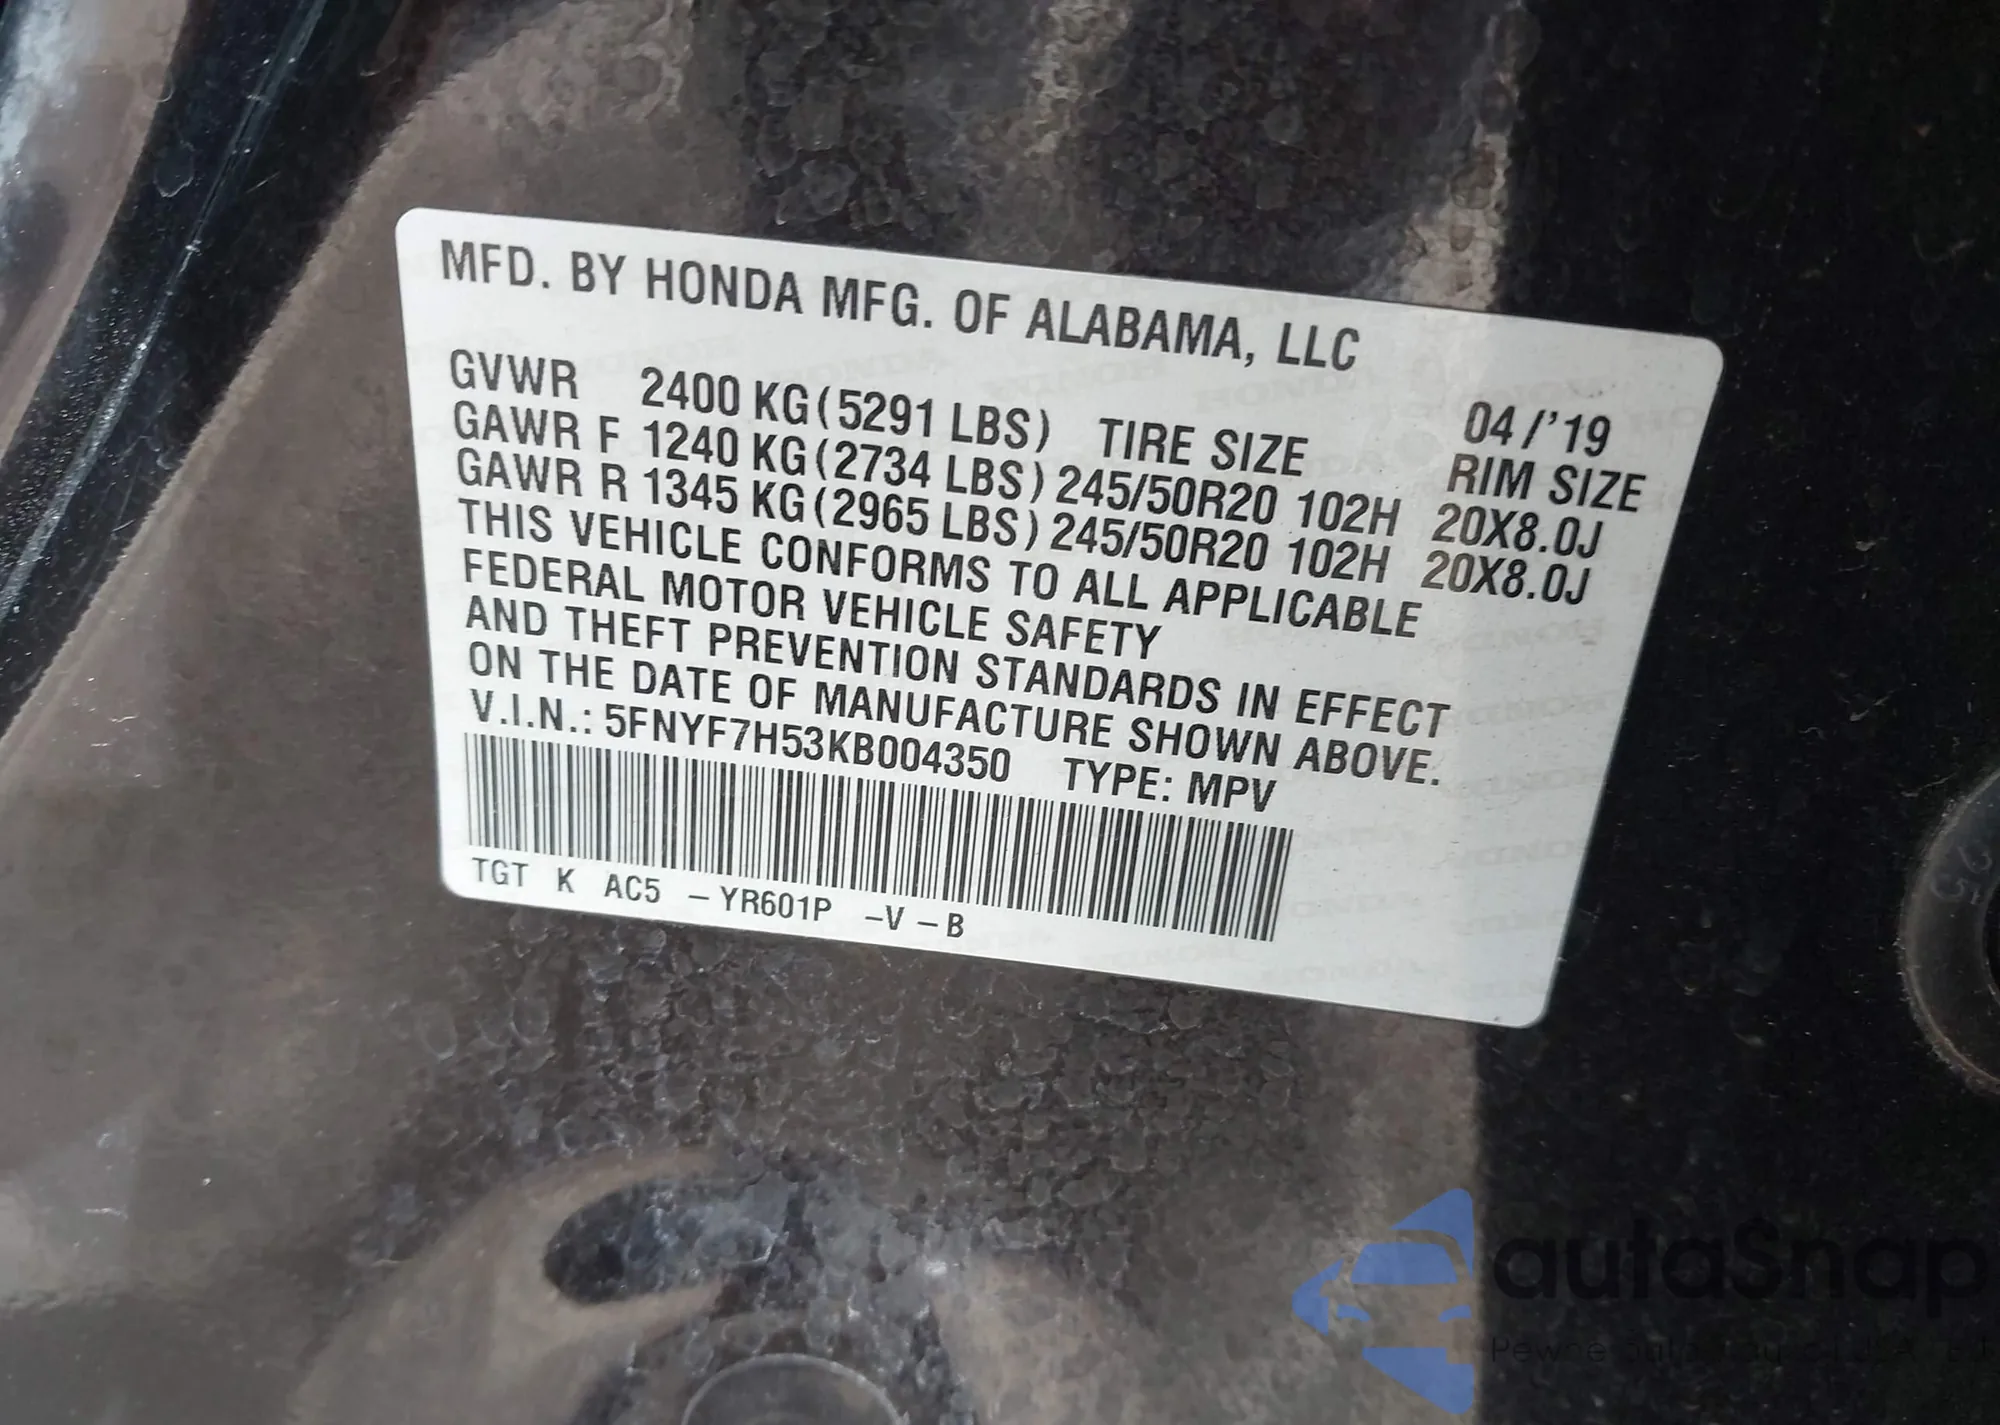 MFD. BY HONDA MFG. OF ALABAMA, LLC
04/'19
GVWR 2400 KG(5291 LBS) TIRE SIZE RIM SIZE
GAWR F 1240 KG(2734 LBS) 245/50R20 102H 20X8.0J
GAWR R 1345 KG(2965 LBS) 245/50R20 102H 20X8.0J
THIS VEHICLE CONFORMS TO ALL APPLICABLE
FEDERAL MOTOR VEHICLE SAFETY
AND THEFT PREVENTION STANDARDS IN EFFECT
ON THE DATE OF MANUFACTURE SHOWN ABOVE.
V.I.N.: 5FNYF7H53KB004350 TYPE: MPV
TGT K AC5 -YR601P -V-B
25
autaSnap